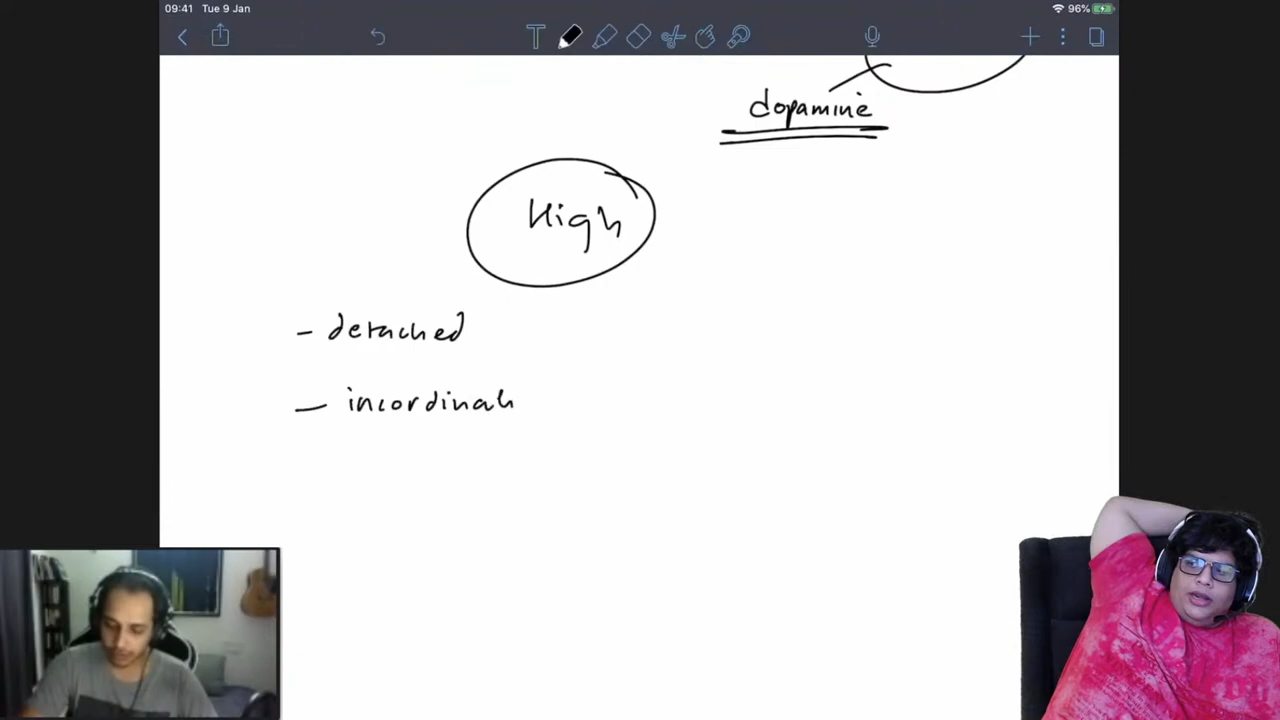 09:41 Tue 9 Jan
96%
T
dopamine
High
- detached
- incordinah